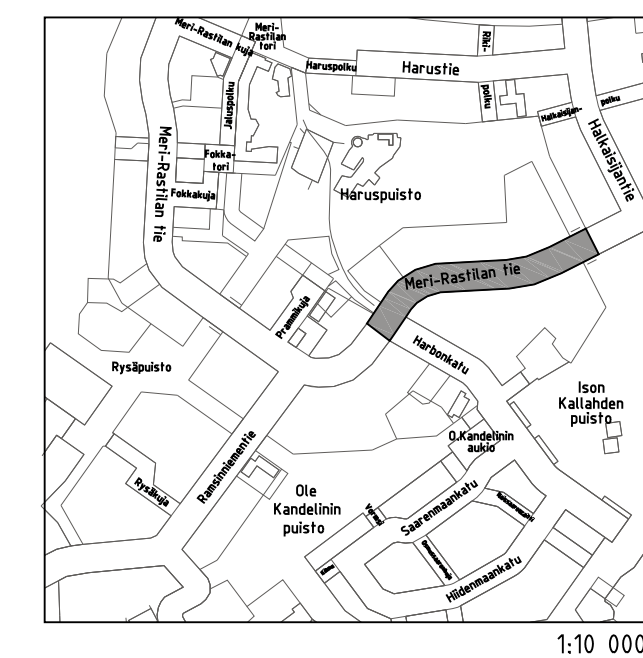 Meri-Rastilan kuja
Meri-
Rastilan
tori
Riki-
polku
Haruspolku
Harustie
Jaluspolku
Halkaisijan-
polku
Halkaisijantie
Meri-Rastilan tie
Fokka-
tori
Fokkakuja
Haruspuisto
Meri-Rastilan tie
Prammikuja
Harbonkatu
Rysäpuisto
Ison
Kallahden
puisto
O.Kandelinin
aukio
Ramsinniementie
Rysäkuja
Ole
Kandelinin
puisto
Saarenmaankatu
Hiidenmaankatu
1:10 000